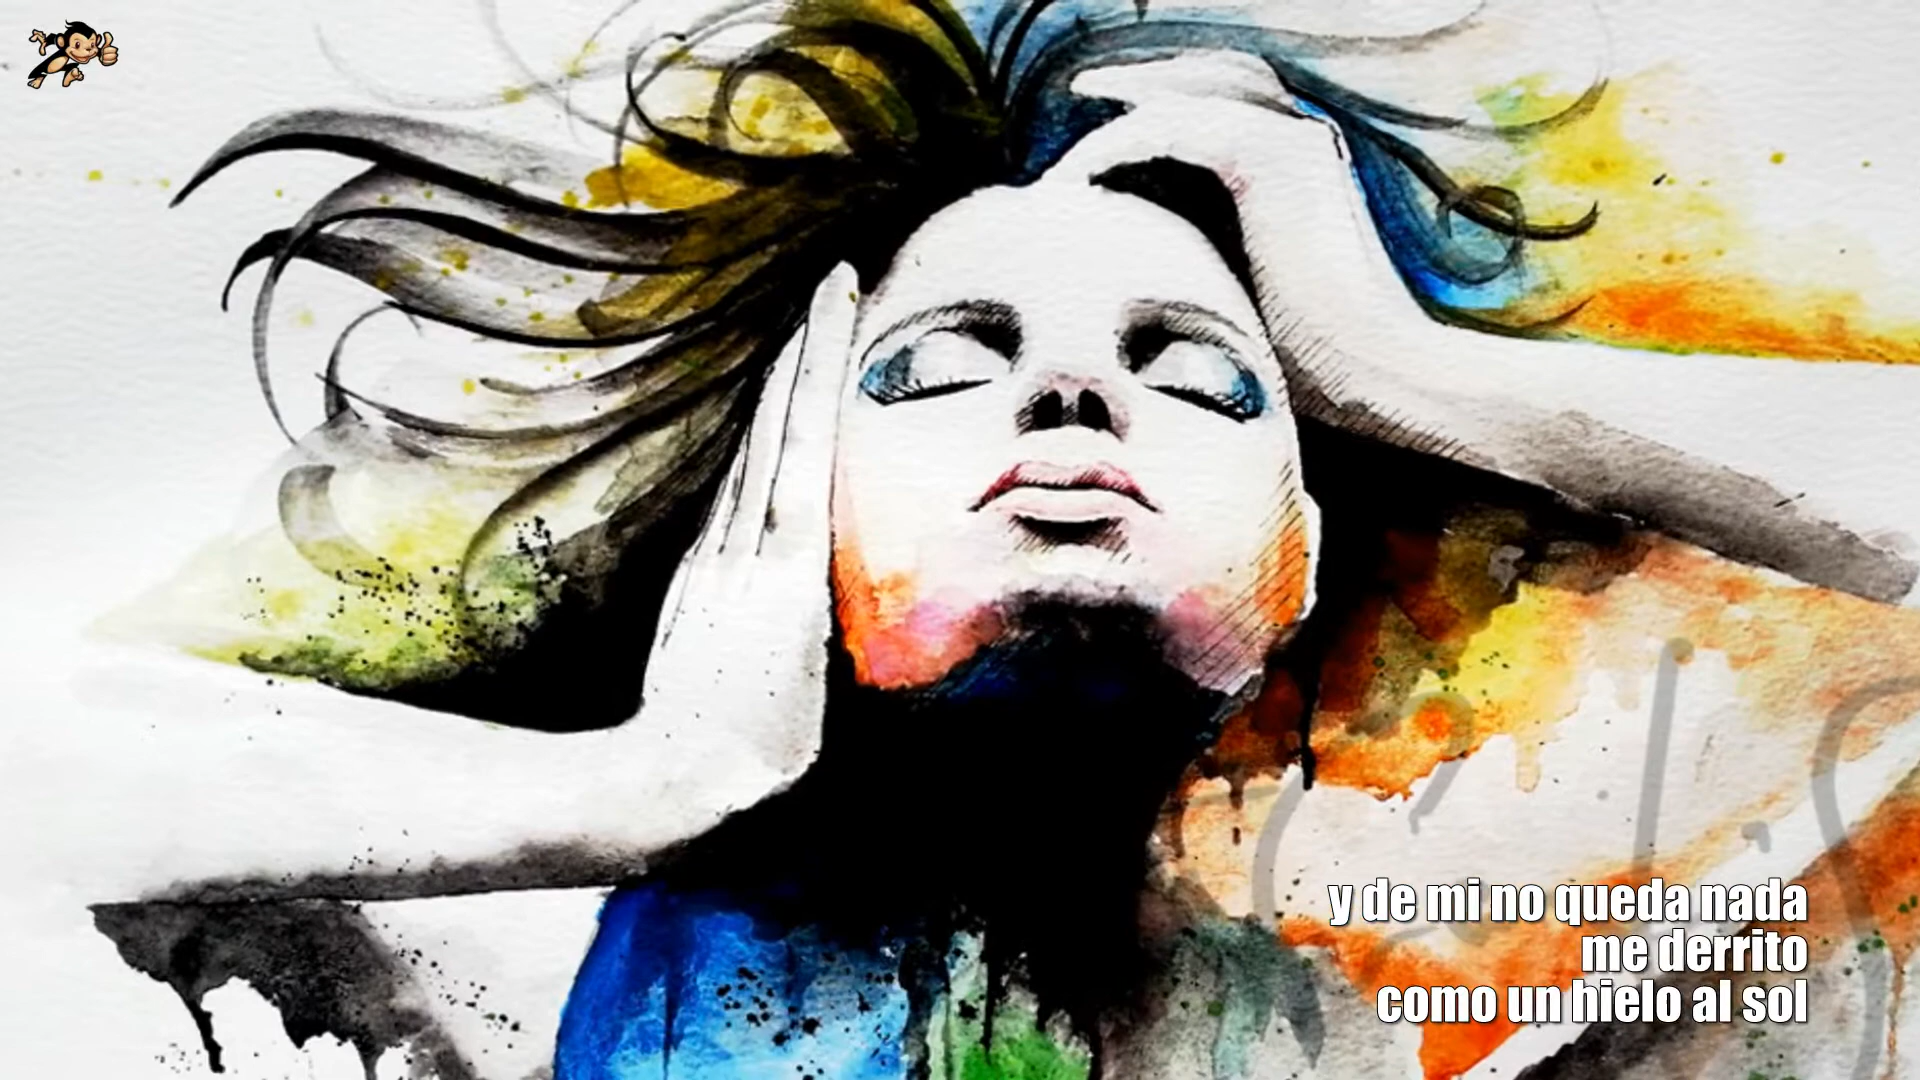 y de mi no queda nada
me derrito
como un hielo al sol